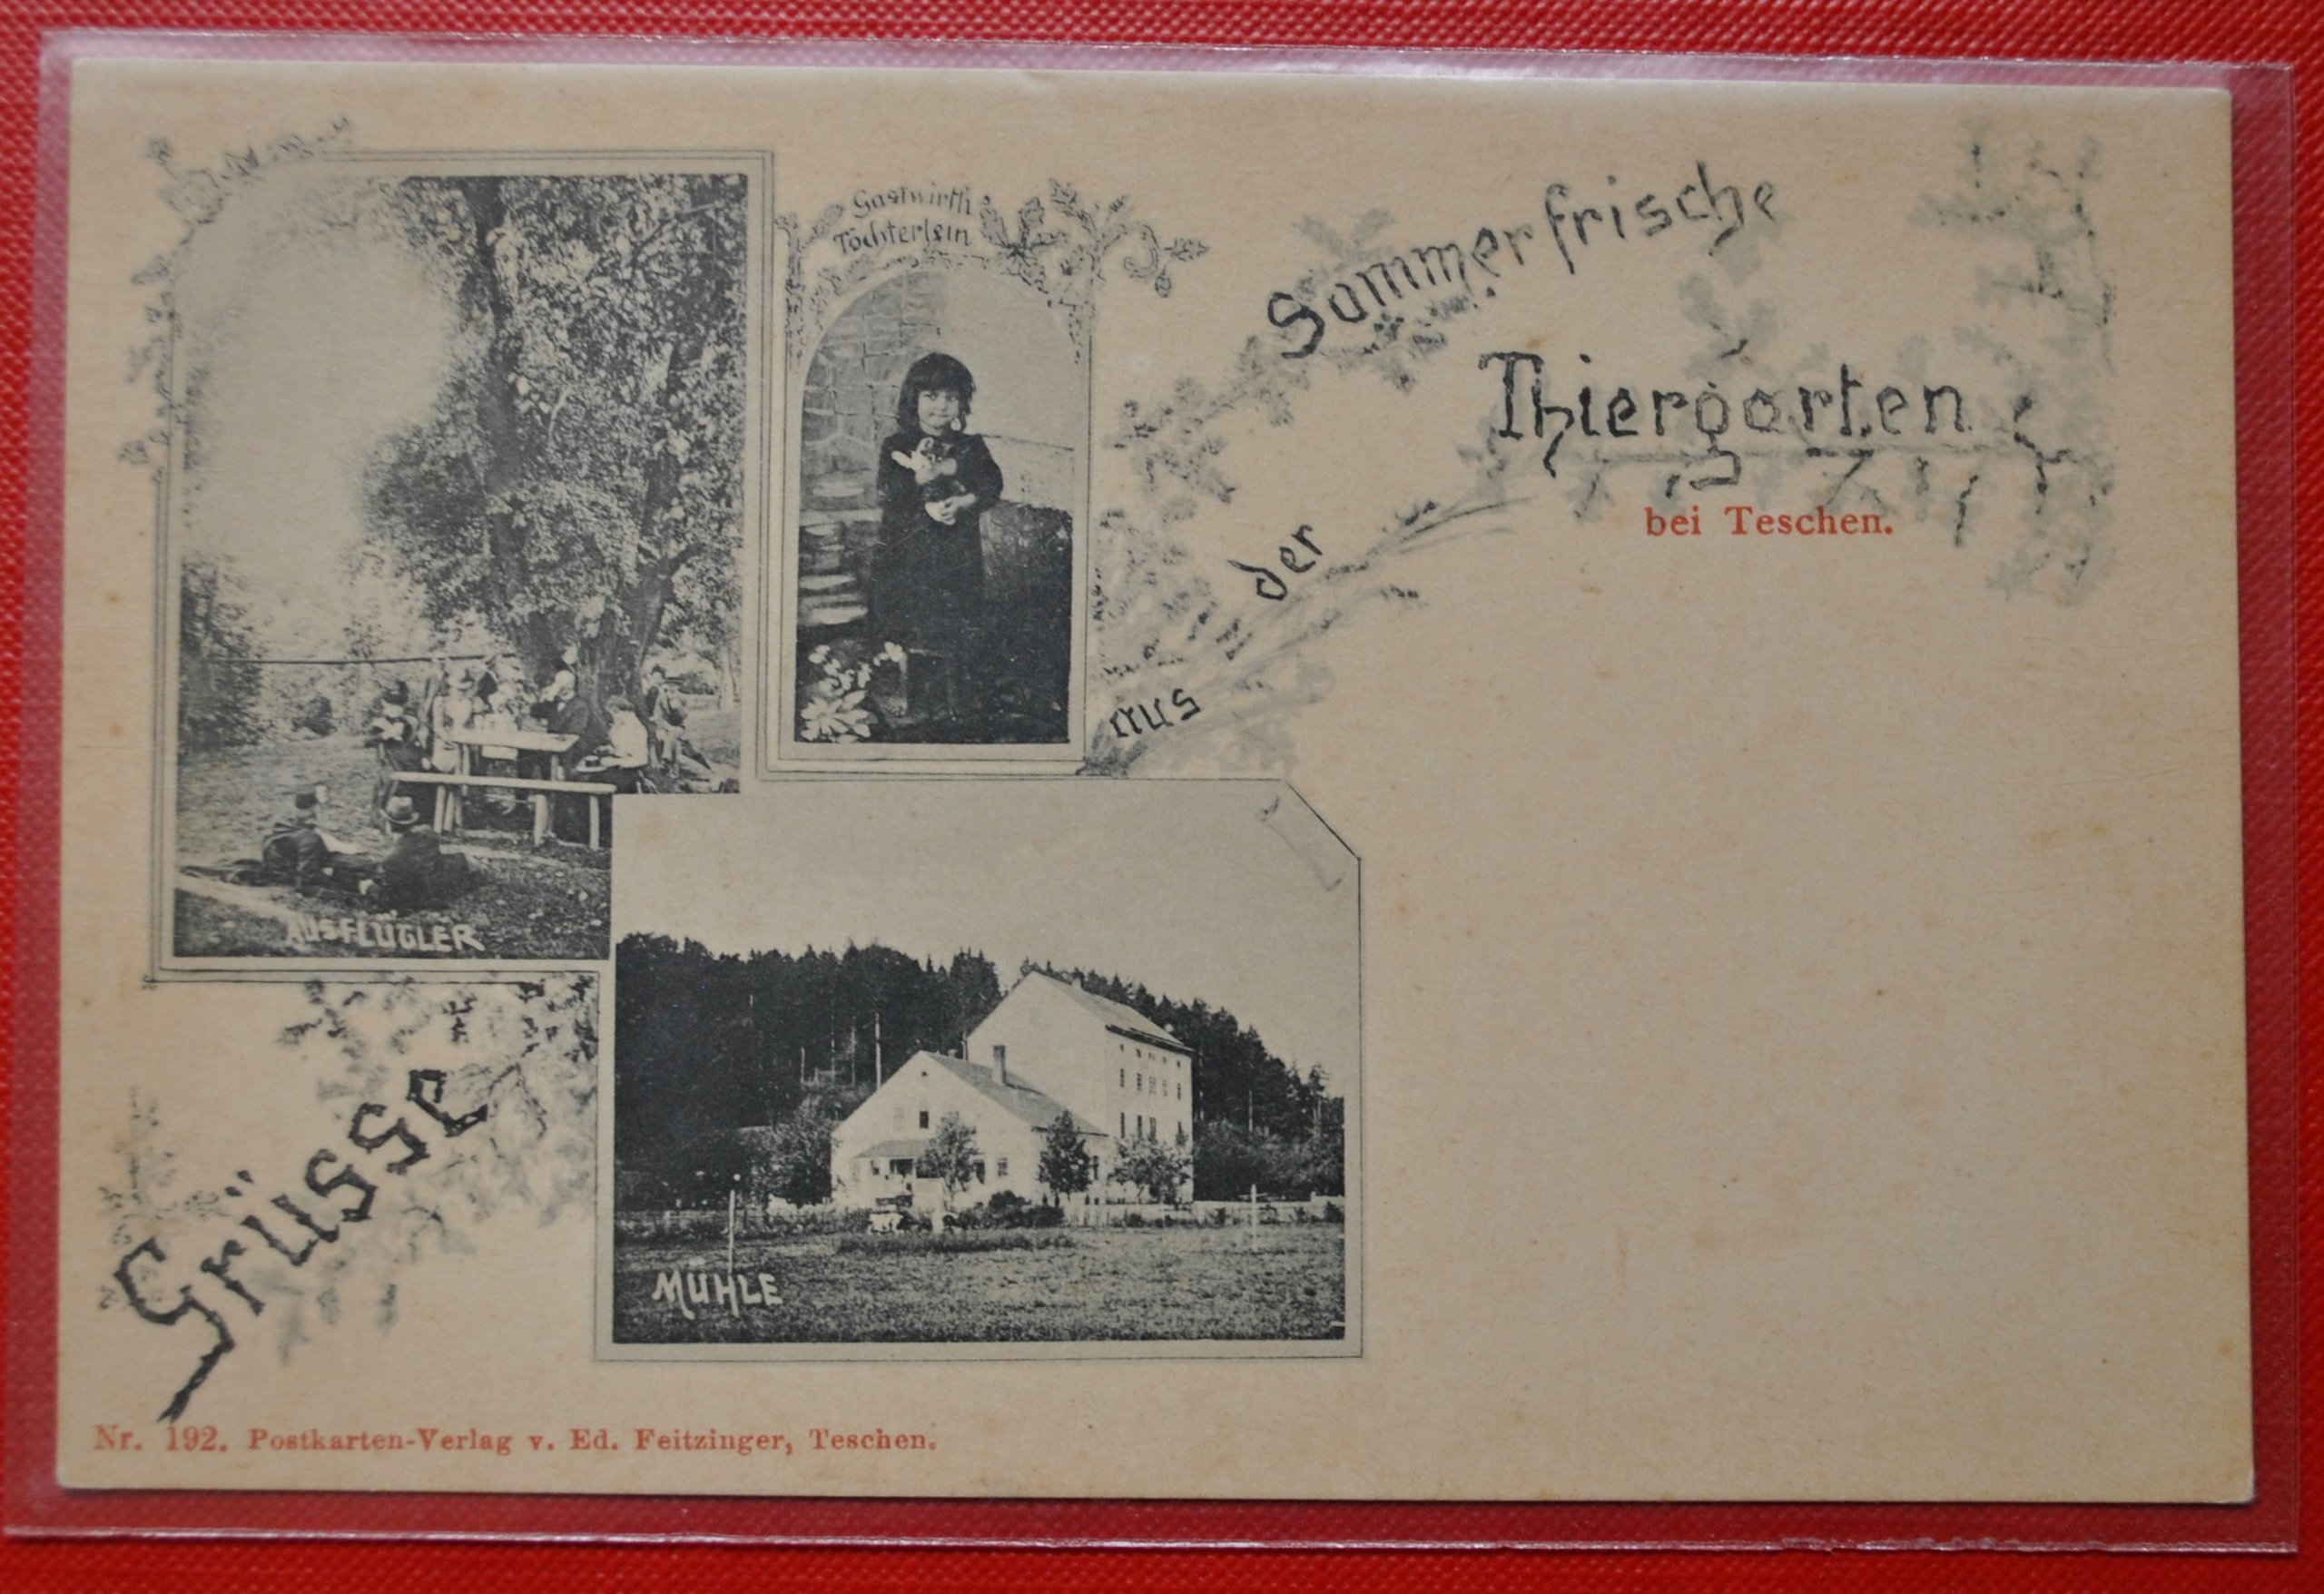 Gastwirth
Töchterlein
AUSFLÜGLER
MÜHLE
Grüsse
aus
der
Sommerfrische
Thiergarten
bei Teschen.
Nr. 192. Postkarten-Verlag v. Ed. Feitzinger, Teschen.